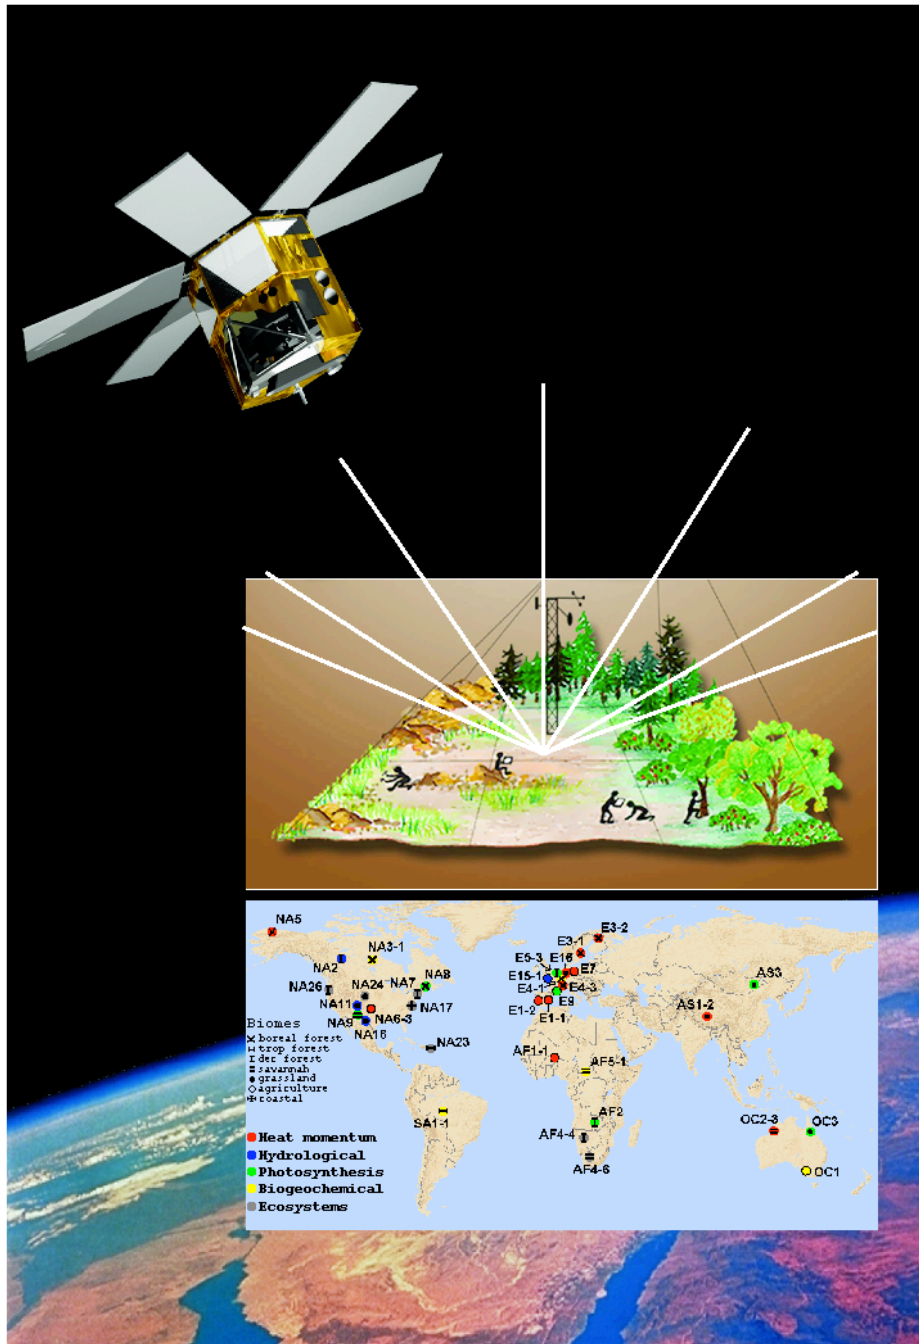 NA5
NA3-1
E3-2
E3-1
NA2
NA8
E5-3
E16
E7
AS3
NA26
NA24
NA7
E15-1
E4-1
E4-3
NA11
NA17
E9
AS1-2
NA9
NA6-3
E1-2
E1-1
NA16
Biomes
boreal forest
trop forest
dec forest
savannah
grassland
agriculture
coastal
NA23
AF1-1
AF5-1
SA1-1
AF2
OC2-3
OC3
AF4-4
AF4-6
OC1
Heat momentum
Hydrological
Photosynthesis
Biogeochemical
Ecosystems